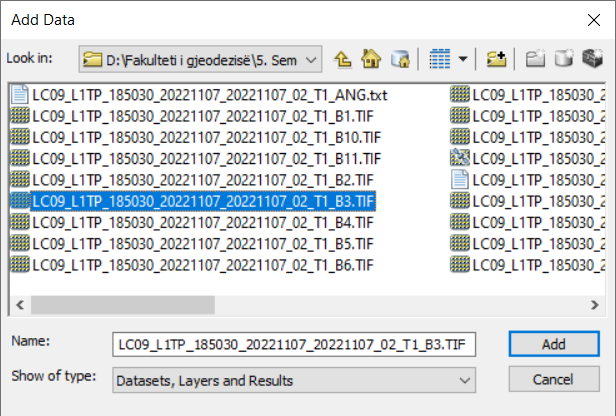 Add Data
Look in: D:\Fakulteti i gjeodezisë\5. Sem
LC09_L1TP_185030_20221107_20221107_02_T1_ANG.txt
LC09_L1TP_185030_20221107_20221107_02_T1_B1.TIF
LC09_L1TP_185030_20221107_20221107_02_T1_B10.TIF
LC09_L1TP_185030_20221107_20221107_02_T1_B11.TIF
LC09_L1TP_185030_20221107_20221107_02_T1_B2.TIF
LC09_L1TP_185030_20221107_20221107_02_T1_B3.TIF
LC09_L1TP_185030_20221107_20221107_02_T1_B4.TIF
LC09_L1TP_185030_20221107_20221107_02_T1_B5.TIF
LC09_L1TP_185030_20221107_20221107_02_T1_B6.TIF
LC09_L1TP_185030_2
LC09_L1TP_185030_2
LC09_L1TP_185030_2
LC09_L1TP_185030_2
LC09_L1TP_185030_2
LC09_L1TP_185030_2
LC09_L1TP_185030_2
LC09_L1TP_185030_2
LC09_L1TP_185030_2
Name: LC09_L1TP_185030_20221107_20221107_02_T1_B3.TIF
Add
Show of type: Datasets, Layers and Results
Cancel